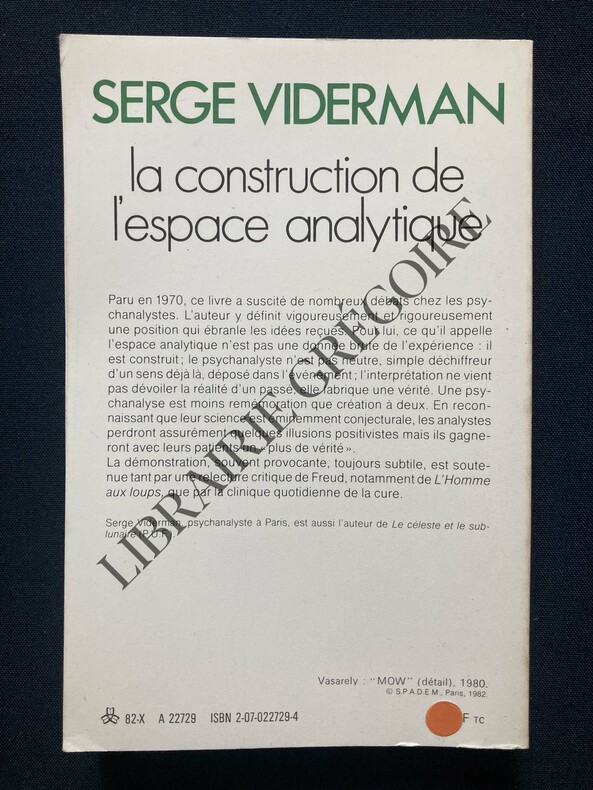 SERGE VIDERMAN
la construction de
l'espace analytique
Paru en 1970, ce livre a suscité de nombreux débats chez les psy-
chanalystes. L'auteur y définit vigoureusement et rigoureusement
une position qui ébranle les idées reçues. Pour lui, ce qu'il appelle
l'espace analytique n'est pas une donnée brute de l'expérience : il
est construit ; le psychanalyste n'est pas neutre, simple déchiffreur
d'un sens déjà là, déposé dans l'événement ; l'interprétation ne vient
pas dévoiler la réalité d'un passé, elle fabrique une vérité. Une psy-
chanalyse est moins remémoration que création à deux. En recon-
naissant que leur science est éminemment conjecturale, les analystes
perdront assurément quelques illusions positivistes mais ils gagne-
ront avec leurs patients un « plus de vérité ».
La démonstration, souvent provocante, toujours subtile, est soute-
nue tant par une relecture critique de Freud, notamment de L'Homme
aux loups, que par la clinique quotidienne de la cure.
Serge Viderman, psychanalyste à Paris, est aussi l'auteur de Le céleste et le sub-
lunaire (P.U.F.)
LIBRAIRIE GRÉGOIRE
Vasarely : "MOW" (détail), 1980.
© S.P.A.D.E.M., Paris, 1982.
82-X A 22729 ISBN 2-07-022729-4
F TC